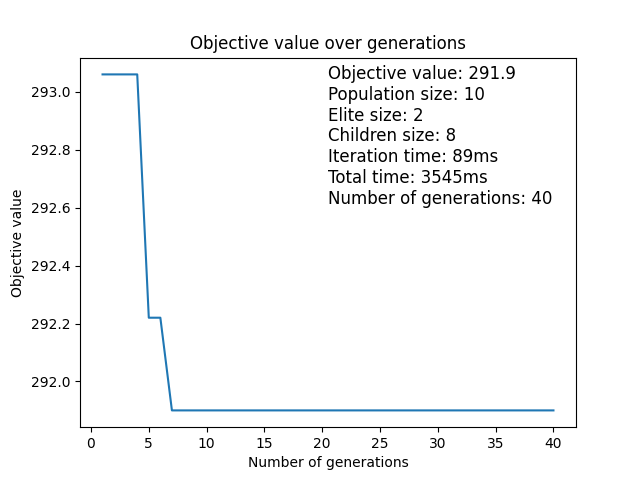 Objective value over generations
Objective value: 291.9
Population size: 10
Elite size: 2
Children size: 8
Iteration time: 89ms
Total time: 3545ms
Number of generations: 40
Objective value
293.0
292.8
292.6
292.4
292.2
292.0
0 5 10 15 20 25 30 35 40
Number of generations